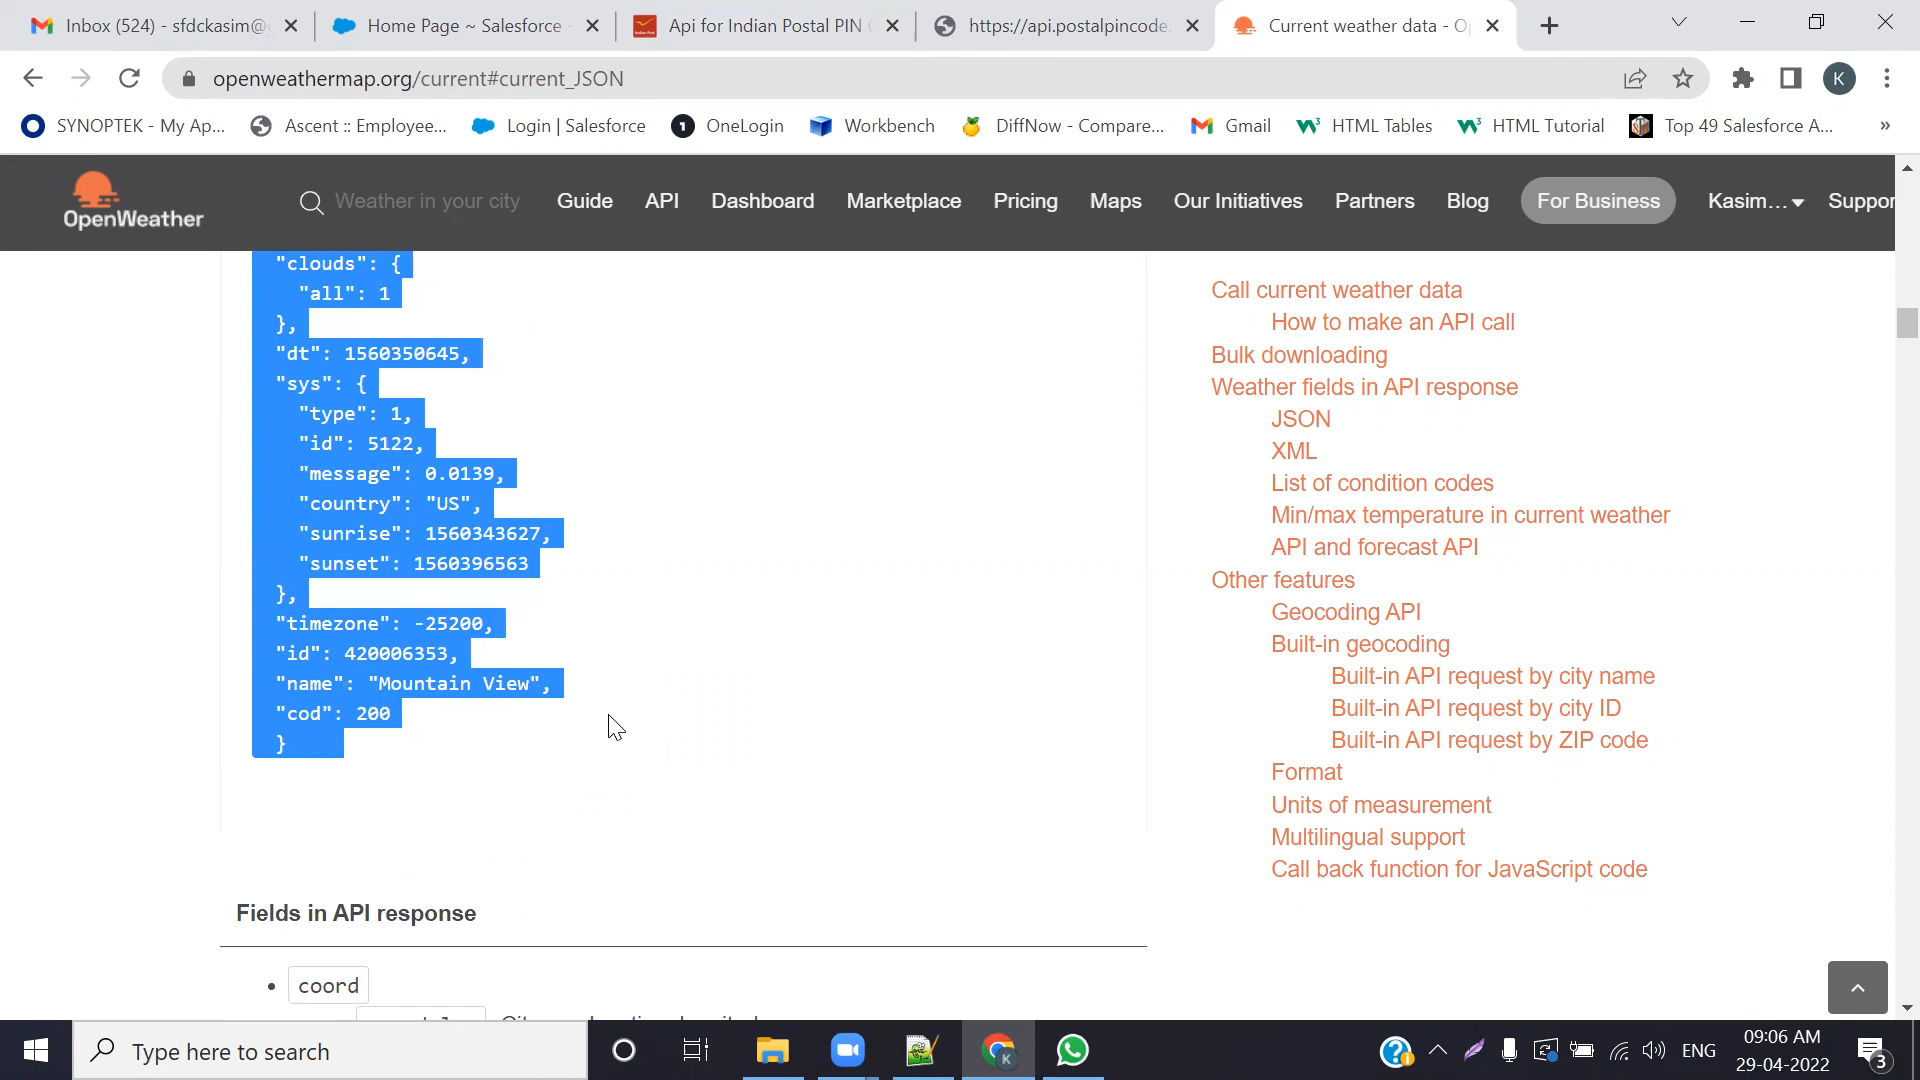 Inbox (524) - sfdckasim@
Home Page ~ Salesforce -
Api for Indian Postal PIN
https://api.postalpincode.
Current weather data - O
openweathermap.org/current#current_JSON
K
SYNOPTEK - My Ap...
Ascent :: Employee...
Login | Salesforce
OneLogin
Workbench
DiffNow - Compare...
Gmail
HTML Tables
HTML Tutorial
Top 49 Salesforce A...
»
OpenWeather
Weather in your city
Guide
API
Dashboard
Marketplace
Pricing
Maps
Our Initiatives
Partners
Blog
For Business
Kasim...
Suppor
"clouds": {
"all": 1
},
"dt": 1560350645,
"sys": {
"type": 1,
"id": 5122,
"message": 0.0139,
"country": "US",
"sunrise": 1560343627,
"sunset": 1560396563
},
"timezone": -25200,
"id": 420006353,
"name": "Mountain View",
"cod": 200
}
Fields in API response
• coord
Call current weather data
How to make an API call
Bulk downloading
Weather fields in API response
JSON
XML
List of condition codes
Min/max temperature in current weather
API and forecast API
Other features
Geocoding API
Built-in geocoding
Built-in API request by city name
Built-in API request by city ID
Built-in API request by ZIP code
Format
Units of measurement
Multilingual support
Call back function for JavaScript code
Type here to search
ENG
09:06 AM
29-04-2022
3